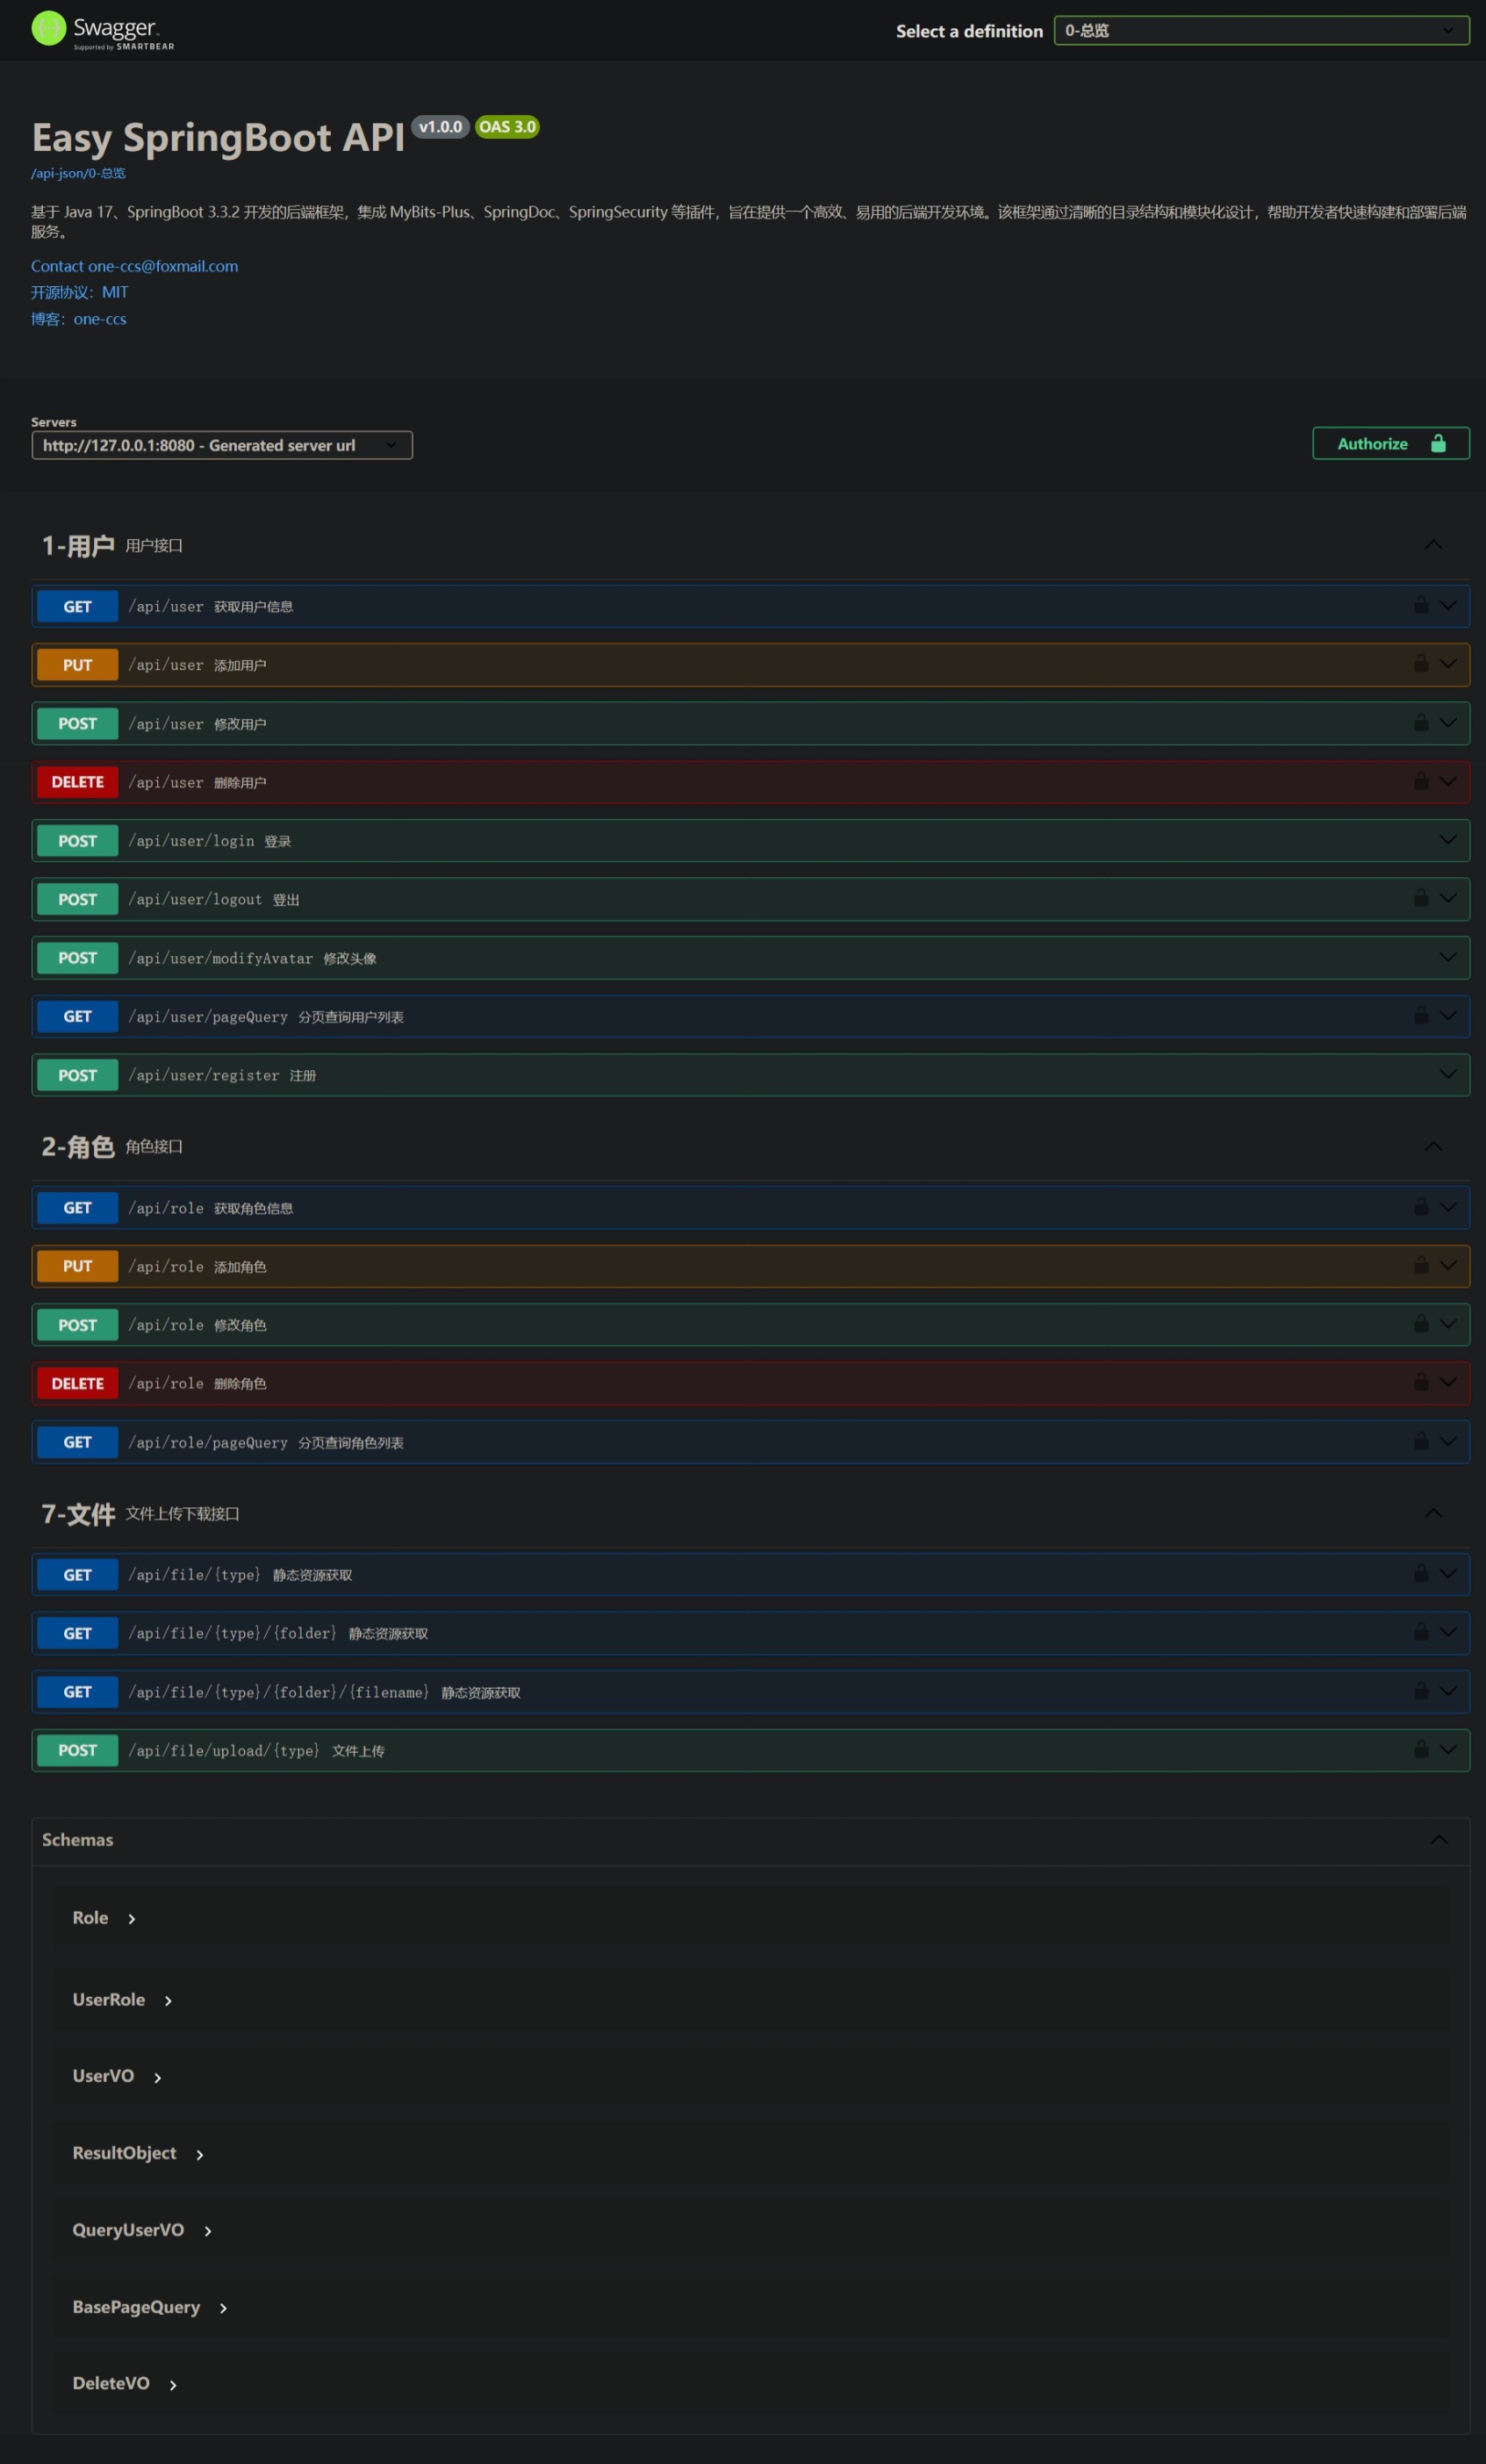 Swagger
Supported by SMARTBEAR
Select a definition
0-总览
Easy SpringBoot API v1.0.0 OAS 3.0
/api-json/0-总览
基于 Java 17、SpringBoot 3.3.2 开发的后端框架，集成 MyBits-Plus、SpringDoc、SpringSecurity 等插件，旨在提供一个高效、易用的后端开发环境。该框架通过清晰的目录结构和模块化设计，帮助开发者快速构建和部署后端
服务。
Contact one-ccs@foxmail.com
开源协议：MIT
博客：one-ccs
Servers
http://127.0.0.1:8080 - Generated server url
Authorize
1-用户 用户接口
GET /api/user 获取用户信息
PUT /api/user 添加用户
POST /api/user 修改用户
DELETE /api/user 删除用户
POST /api/user/login 登录
POST /api/user/logout 登出
POST /api/user/modifyAvatar 修改头像
GET /api/user/pageQuery 分页查询用户列表
POST /api/user/register 注册
2-角色 角色接口
GET /api/role 获取角色信息
PUT /api/role 添加角色
POST /api/role 修改角色
DELETE /api/role 删除角色
GET /api/role/pageQuery 分页查询角色列表
7-文件 文件上传下载接口
GET /api/file/{type} 静态资源获取
GET /api/file/{type}/{folder} 静态资源获取
GET /api/file/{type}/{folder}/{filename} 静态资源获取
POST /api/file/upload/{type} 文件上传
Schemas
Role
UserRole
UserVO
ResultObject
QueryUserVO
BasePageQuery
DeleteVO